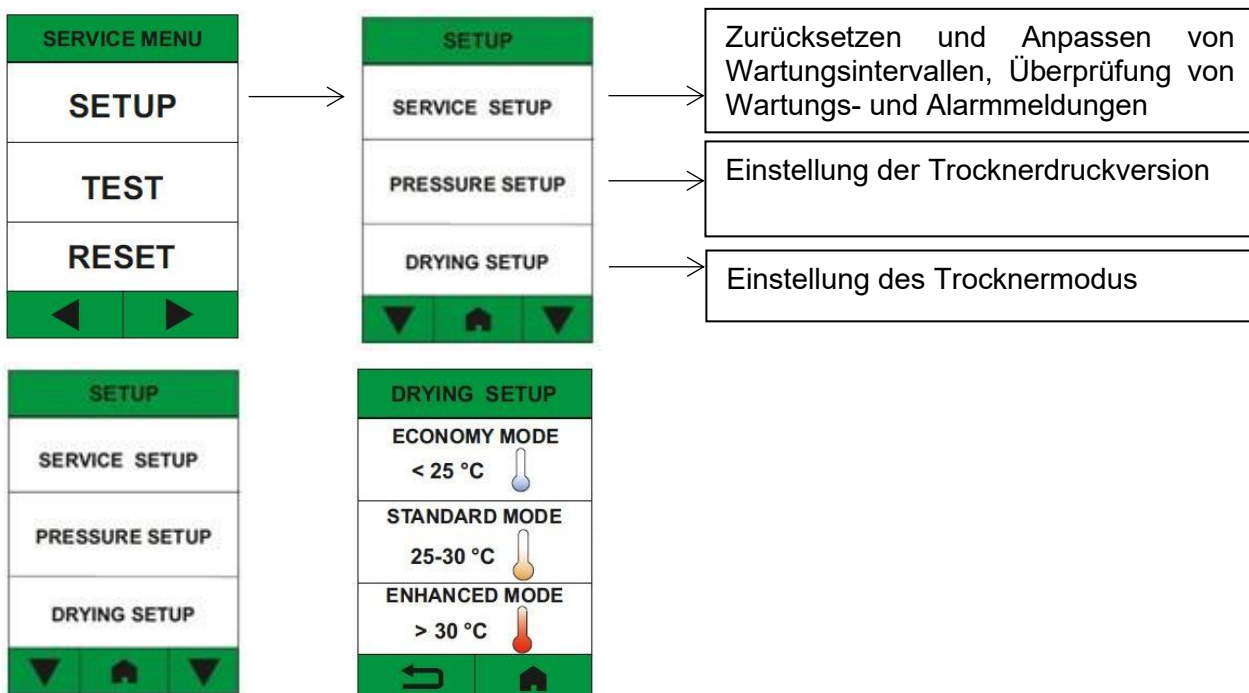 SERVICE MENU
SETUP
TEST
RESET
SETUP
SERVICE SETUP
PRESSURE SETUP
DRYING SETUP
Zurücksetzen und Anpassen von
Wartungsintervallen, Überprüfung von
Wartungs- und Alarmmeldungen
Einstellung der Trocknerdruckversion
Einstellung des Trocknermodus
SETUP
SERVICE SETUP
PRESSURE SETUP
DRYING SETUP
DRYING SETUP
ECONOMY MODE
< 25 °C
STANDARD MODE
25-30 °C
ENHANCED MODE
> 30 °C